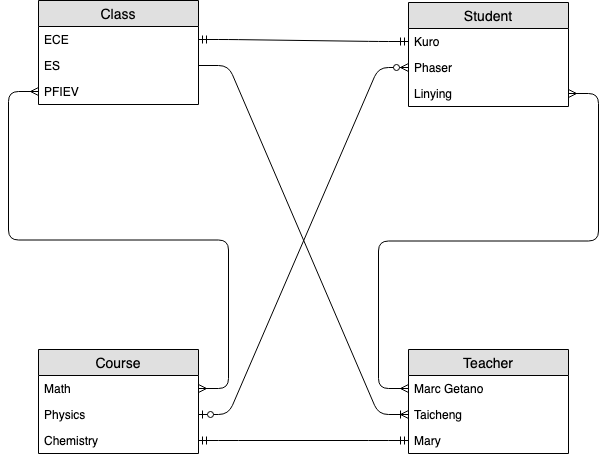 Class
ECE
ES
PFIEV
Student
Kuro
Phaser
Linying
Course
Math
Physics
Chemistry
Teacher
Marc Getano
Taicheng
Mary